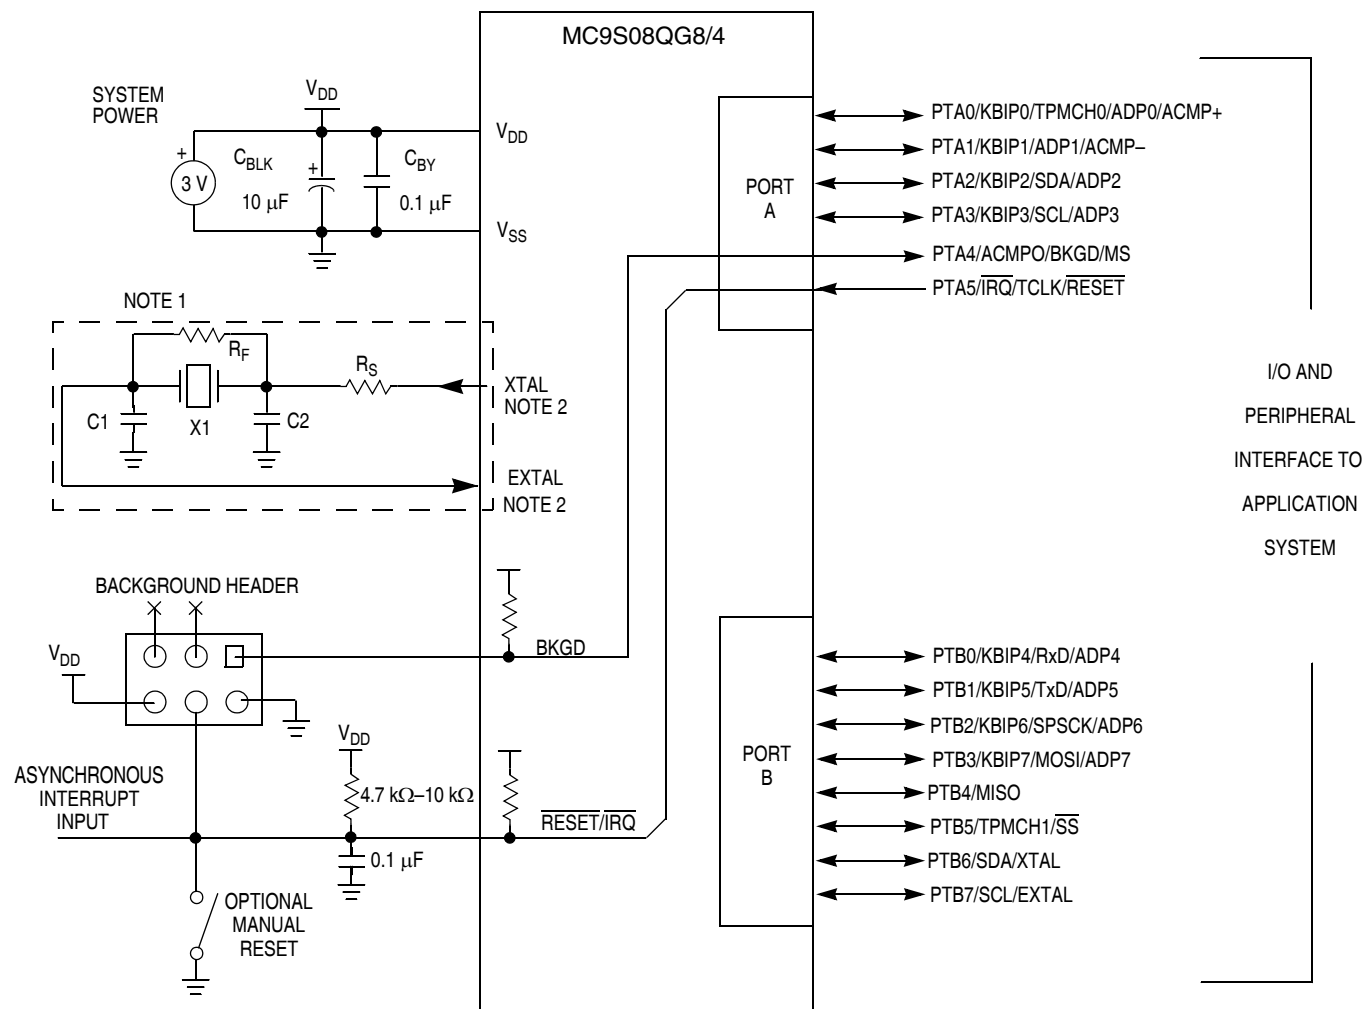 MC9S08QG8/4
SYSTEM
POWER
VDD
+
3 V
CBLK
10 μF
+
CBY
0.1 μF
VDD
VSS
NOTE 1
RF
RS
C1
X1
C2
XTAL
NOTE 2
EXTAL
NOTE 2
BACKGROUND HEADER
VDD
BKGD
VDD
ASYNCHRONOUS
INTERRUPT
INPUT
4.7 kΩ–10 kΩ
0.1 μF
RESET/IRQ
OPTIONAL
MANUAL
RESET
PORT
A
PTA0/KBIP0/TPMCH0/ADP0/ACMP+
PTA1/KBIP1/ADP1/ACMP–
PTA2/KBIP2/SDA/ADP2
PTA3/KBIP3/SCL/ADP3
PTA4/ACMPO/BKGD/MS
PTA5/IRQ/TCLK/RESET
PORT
B
PTB0/KBIP4/RxD/ADP4
PTB1/KBIP5/TxD/ADP5
PTB2/KBIP6/SPSCK/ADP6
PTB3/KBIP7/MOSI/ADP7
PTB4/MISO
PTB5/TPMCH1/SS
PTB6/SDA/XTAL
PTB7/SCL/EXTAL
I/O AND
PERIPHERAL
INTERFACE TO
APPLICATION
SYSTEM